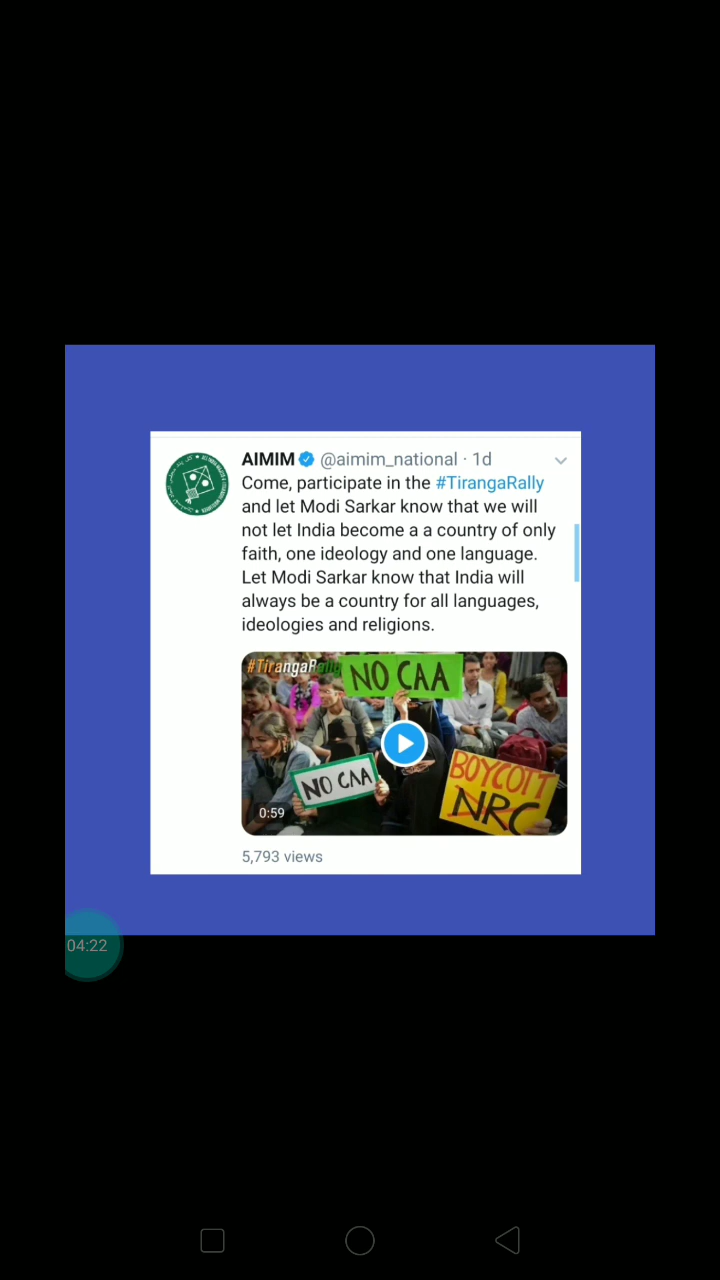 AIMIM @aimim_national · 1d
Come, participate in the #TirangaRally
and let Modi Sarkar know that we will
not let India become a a country of only
faith, one ideology and one language.
Let Modi Sarkar know that India will
always be a country for all languages,
ideologies and religions.
#TirangaRally
NO CAA
NO CAA
BOYCOTT
NRC
0:59
5,793 views
04:22